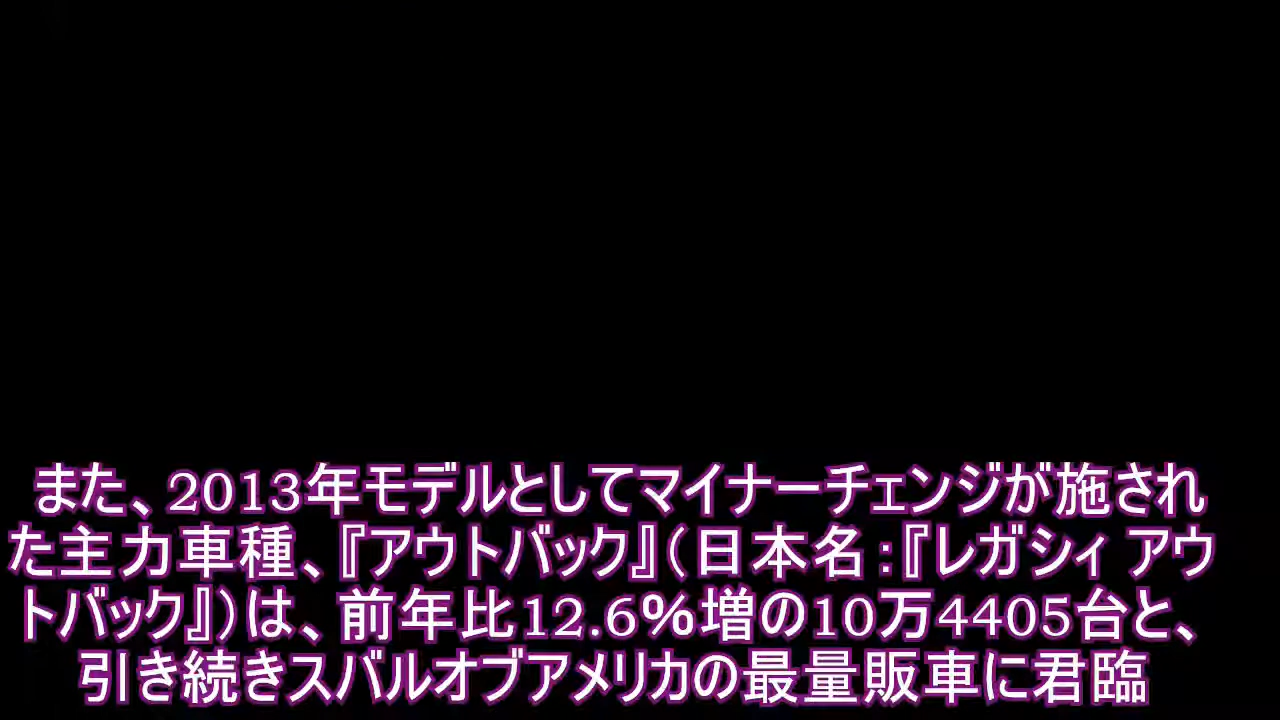 また、2013年モデルとしてマイナーチェンジが施され
た主力車種、『アウトバック』（日本名：『レガシィ アウ
トバック』）は、前年比12.6％増の10万4405台と、
引き続きスバルオブアメリカの最量販車に君臨